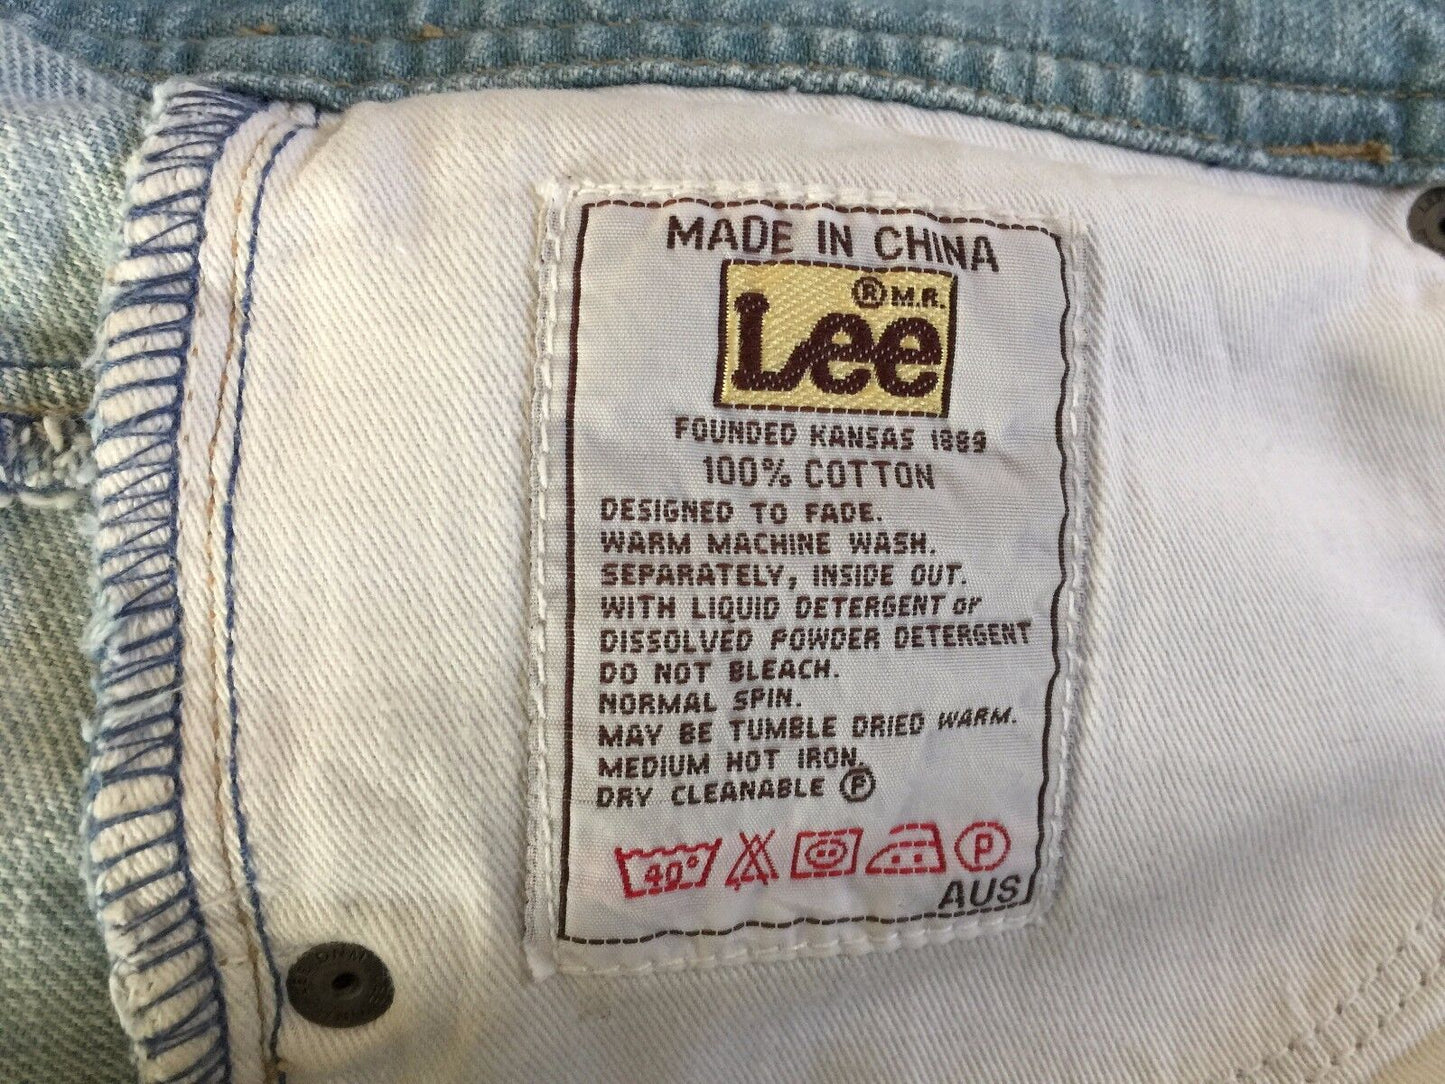 MADE IN CHINA
® M.R.
Lee
FOUNDED KANSAS 1889
100% COTTON
DESIGNED TO FADE.
WARM MACHINE WASH.
SEPARATELY, INSIDE OUT.
WITH LIQUID DETERGENT or
DISSOLVED POWDER DETERGENT
DO NOT BLEACH.
NORMAL SPIN.
MAY BE TUMBLE DRIED WARM.
MEDIUM HOT IRON.
DRY CLEANABLE Ⓟ
40° P
AUS